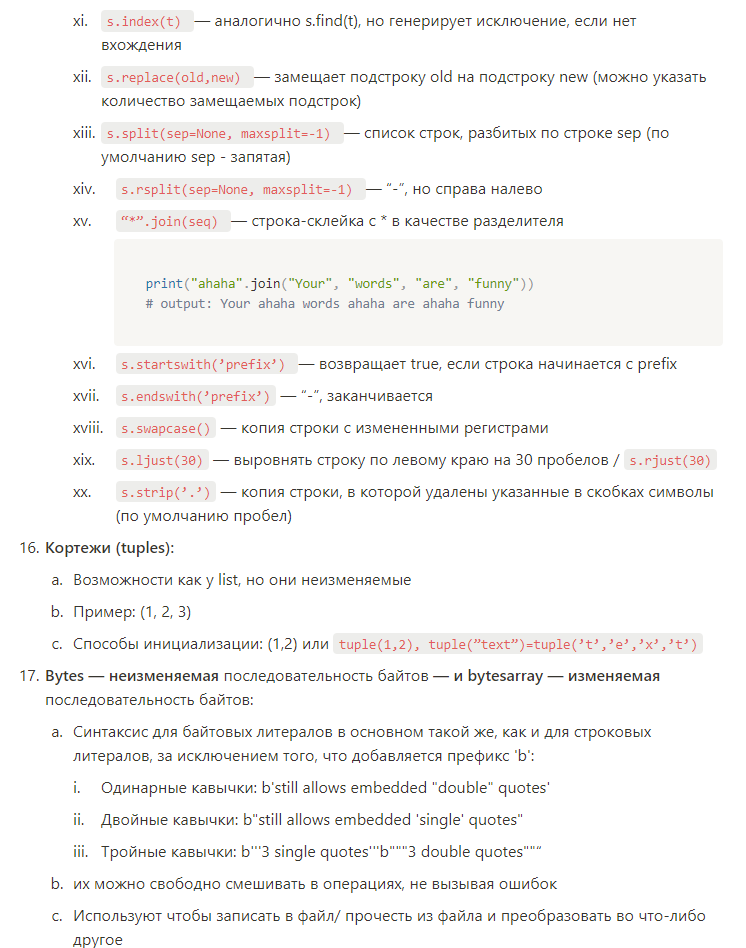 xi. s.index(t) — аналогично s.find(t), но генерирует исключение, если нет
вхождения
xii. s.replace(old,new) — замещает подстроку old на подстроку new (можно указать
количество замещаемых подстрок)
xiii. s.split(sep=None, maxsplit=-1) — список строк, разбитых по строке sep (по
умолчанию sep - запятая)
xiv. s.rsplit(sep=None, maxsplit=-1) — “-”, но справа налево
xv. “*”.join(seq) — строка-склейка с * в качестве разделителя
print("ahaha".join("Your", "words", "are", "funny"))
# output: Your ahaha words ahaha are ahaha funny
xvi. s.startswith(’prefix’) — возвращает true, если строка начинается с prefix
xvii. s.endswith(’prefix’) — “-”, заканчивается
xviii. s.swapcase() — копия строки с измененными регистрами
xix. s.ljust(30) — выровнять строку по левому краю на 30 пробелов / s.rjust(30)
xx. s.strip(’.’) — копия строки, в которой удалены указанные в скобках символы
(по умолчанию пробел)
16. Кортежи (tuples):
a. Возможности как у list, но они неизменяемые
b. Пример: (1, 2, 3)
c. Способы инициализации: (1,2) или tuple(1,2), tuple(”text”)=tuple(’t’,’e’,’x’,’t’)
17. Bytes — неизменяемая последовательность байтов — и bytesarray — изменяемая
последовательность байтов:
a. Синтаксис для байтовых литералов в основном такой же, как и для строковых
литералов, за исключением того, что добавляется префикс 'b':
i. Одинарные кавычки: b'still allows embedded "double" quotes'
ii. Двойные кавычки: b"still allows embedded 'single' quotes"
iii. Тройные кавычки: b'''3 single quotes'''b"""3 double quotes""“
b. их можно свободно смешивать в операциях, не вызывая ошибок
c. Используют чтобы записать в файл/ прочесть из файла и преобразовать во что-либо
другое